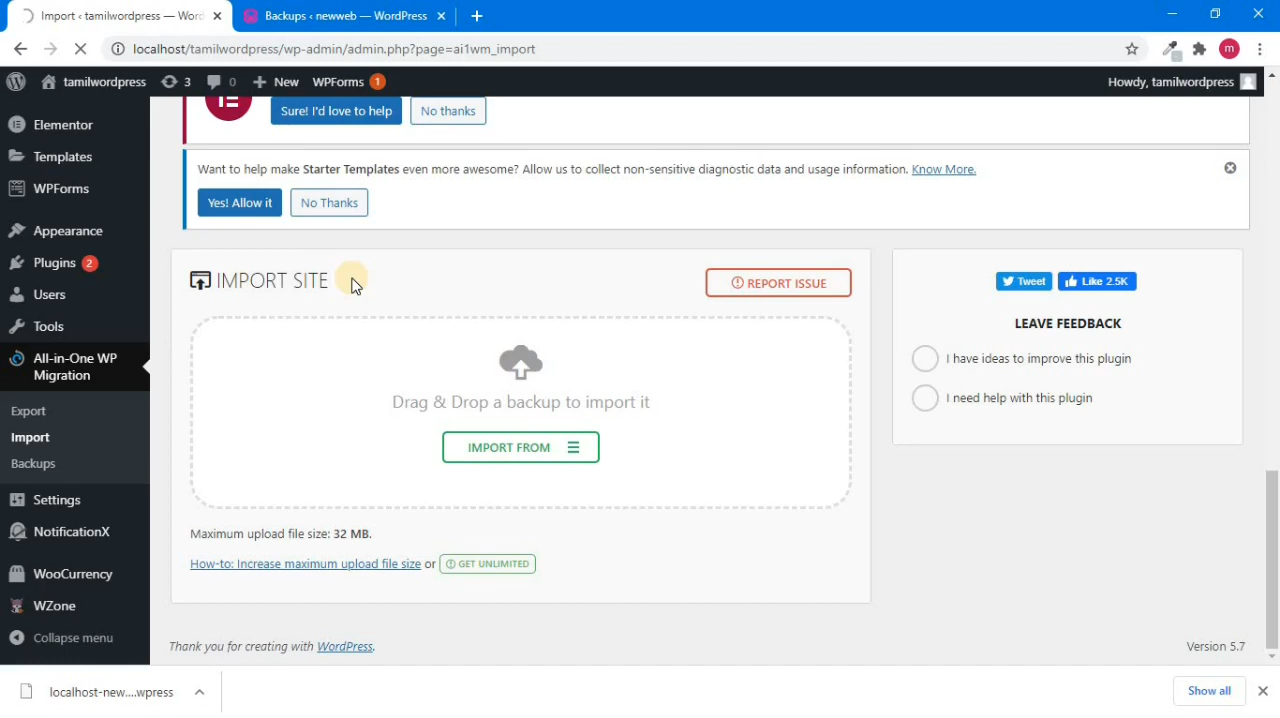 Import ‹ tamilwordpress — Word
Backups ‹ newweb — WordPress
localhost/tamilwordpress/wp-admin/admin.php?page=ai1wm_import
m
tamilwordpress
3
0
New
WPForms 1
Howdy, tamilwordpress
Elementor
Templates
WPForms
Appearance
Plugins 2
Users
Tools
All-in-One WP
Migration
Export
Import
Backups
Settings
NotificationX
WooCurrency
WZone
Collapse menu
Sure! I'd love to help
No thanks
Want to help make Starter Templates even more awesome? Allow us to collect non-sensitive diagnostic data and usage information. Know More.
Yes! Allow it
No Thanks
IMPORT SITE
REPORT ISSUE
Drag & Drop a backup to import it
IMPORT FROM
Maximum upload file size: 32 MB.
How-to: Increase maximum upload file size or GET UNLIMITED
Tweet
Like 2.5K
LEAVE FEEDBACK
I have ideas to improve this plugin
I need help with this plugin
Thank you for creating with WordPress.
Version 5.7
localhost-new....wpress
Show all